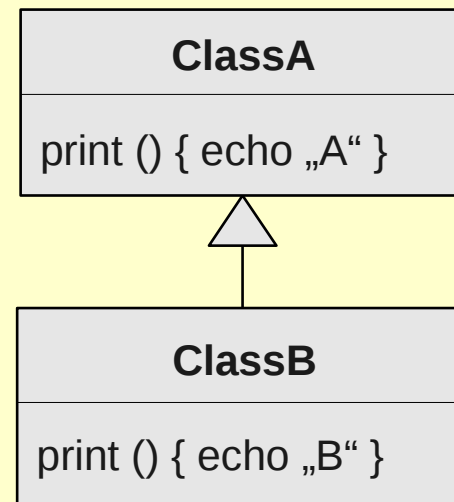 ClassA
print () { echo „A“ }
ClassB
print () { echo „B“ }